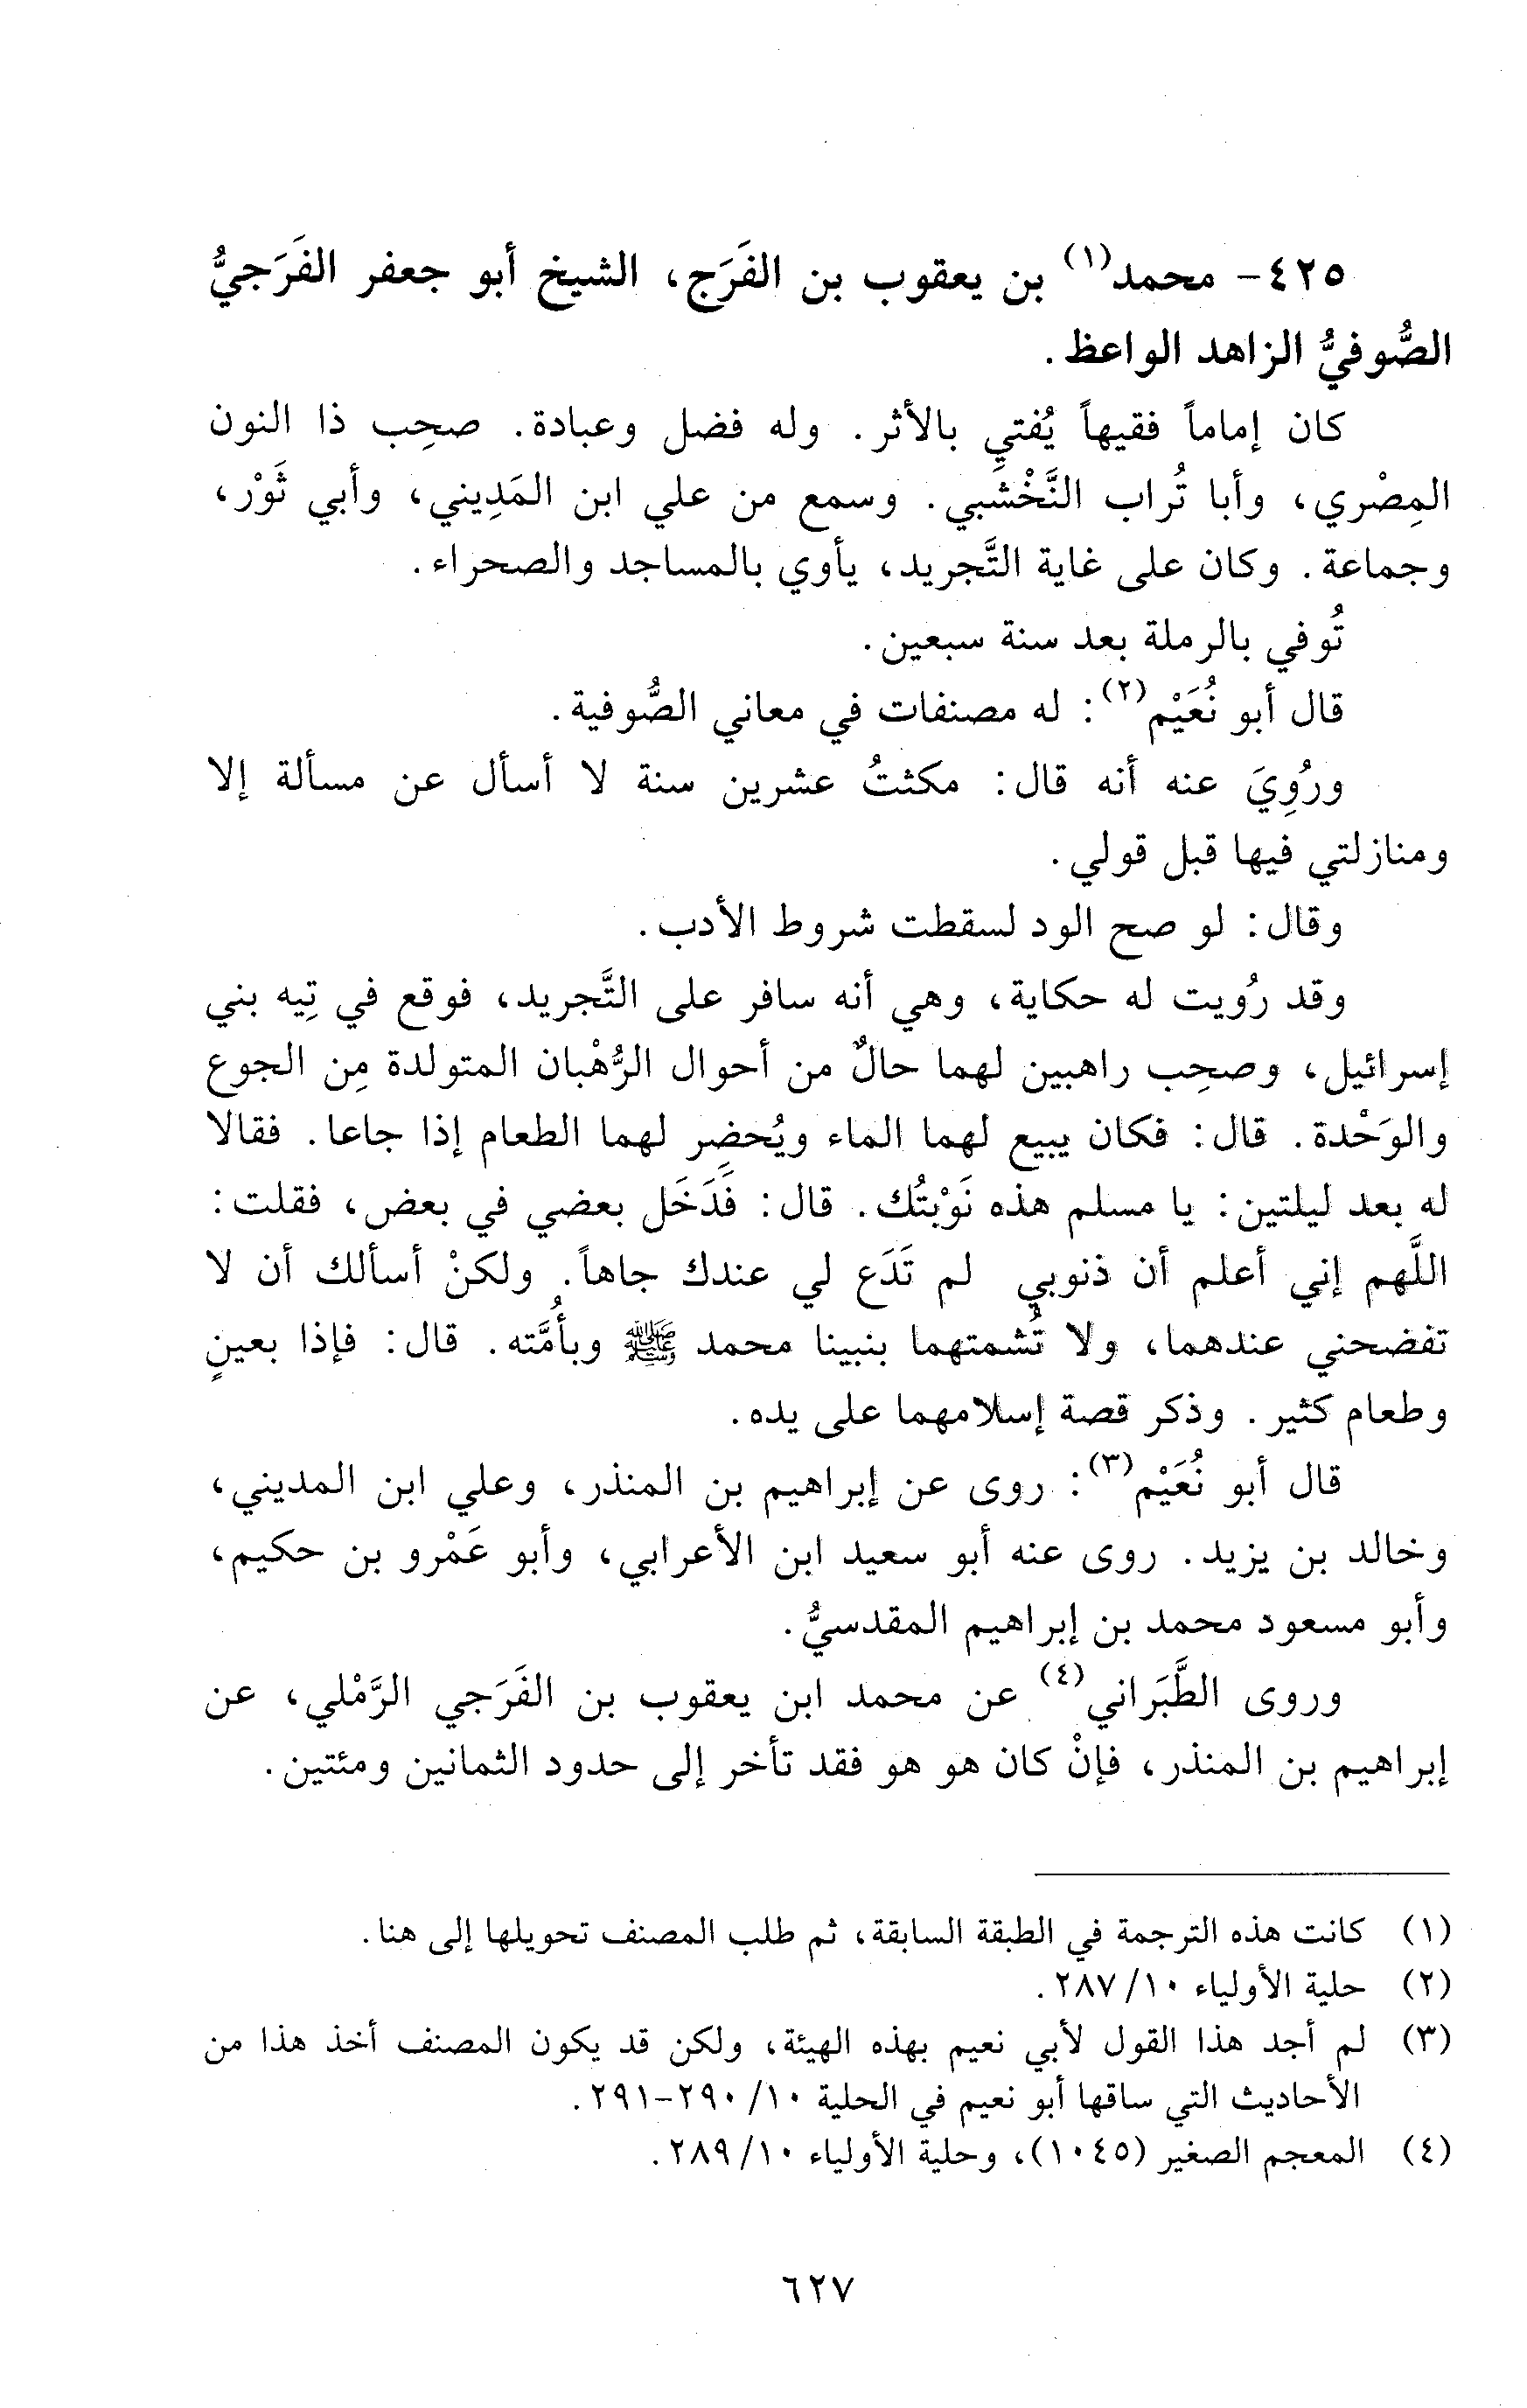 ٤٢٥- محمد(١) بن يعقوب بن الفَرَج، الشيخ أبو جعفر الفَرَجيُّ
الصُّوفيُّ الزاهد الواعظ.
كان إماماً فقيهاً يُفتي بالأثر. وله فضل وعبادة. صحِب ذا النون
المِصْري، وأبا تُراب النَّخْشَبي. وسمع من علي ابن المَدِيني، وأبي ثَوْر،
وجماعة. وكان على غاية التَّجريد، يأوي بالمساجد والصحراء.
تُوفي بالرملة بعد سنة سبعين.
قال أبو نُعَيْم(٢): له مصنفات في معاني الصُّوفية.
ورُوِيَ عنه أنه قال: مكثتُ عشرين سنة لا أسأل عن مسألة إلا
ومنازلتي فيها قبل قولي.
وقال: لو صح الود لسقطت شروط الأدب.
وقد رُويت له حكاية، وهي أنه سافر على التَّجريد، فوقع في تِيه بني
إسرائيل، وصحِب راهبين لهما حالٌ من أحوال الرُّهْبان المتولدة مِن الجوع
والوَحْدة. قال: فكان يبيع لهما الماء ويُحضِر لهما الطعام إذا جاعا. فقالا
له بعد ليلتين: يا مسلم هذه نَوْبتُك. قال: فَدَخَل بعضي في بعض، فقلت:
اللَّهم إني أعلم أن ذنوبي لم تَدَع لي عندك جاهاً. ولكنْ أسألك أن لا
تفضحني عندهما، ولا تُشمتهما بنبينا محمد ﷺ وبأُمَّته. قال: فإذا بعينٍ
وطعام كثير. وذكر قصة إسلامهما على يده.
قال أبو نُعَيْم(٣): روى عن إبراهيم بن المنذر، وعلي ابن المديني،
وخالد بن يزيد. روى عنه أبو سعيد ابن الأعرابي، وأبو عَمْرو بن حكيم،
وأبو مسعود محمد بن إبراهيم المقدسيُّ.
وروى الطَّبَراني(٤) عن محمد ابن يعقوب بن الفَرَجي الرَّمْلي، عن
إبراهيم بن المنذر، فإنْ كان هو هو فقد تأخر إلى حدود الثمانين ومئتين.
(١) كانت هذه الترجمة في الطبقة السابقة، ثم طلب المصنف تحويلها إلى هنا.
(٢) حلية الأولياء ١٠/ ٢٨٧.
(٣) لم أجد هذا القول لأبي نعيم بهذه الهيئة، ولكن قد يكون المصنف أخذ هذا من
الأحاديث التي ساقها أبو نعيم في الحلية ١٠/ ٢٩٠-٢٩١.
(٤) المعجم الصغير (١٠٤٥)، وحلية الأولياء ١٠/ ٢٨٩.
٦٢٧